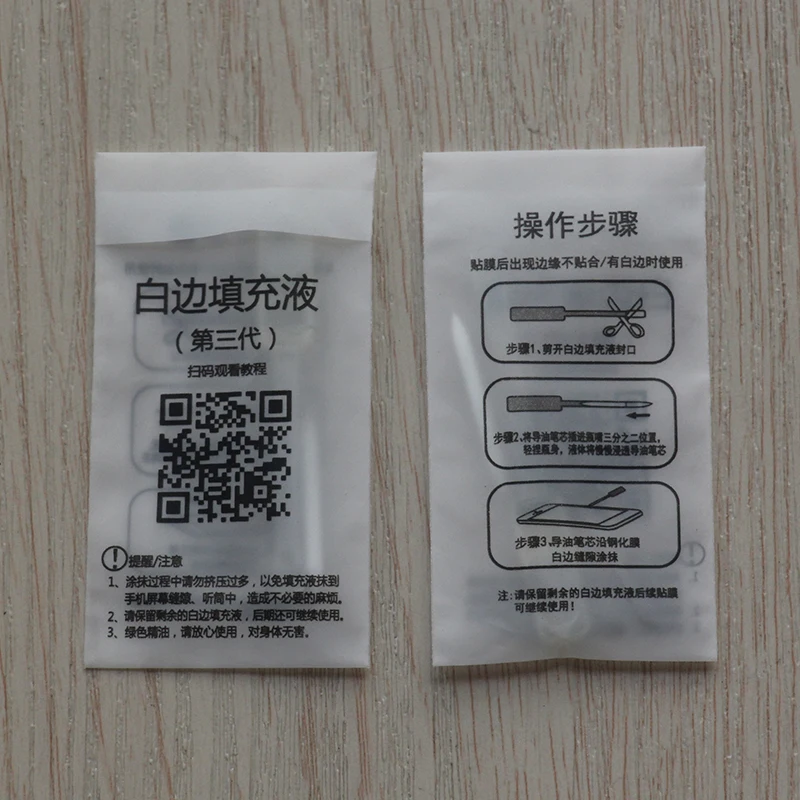 白边填充液
（第三代）
扫码观看教程
提醒/注意
1、涂抹过程中请勿挤压过多，以免填充液抹到
手机屏幕缝隙、听筒中，造成不必要的麻烦。
2、请保留剩余的白边填充液，后期还可继续使用。
3、绿色精油，请放心使用，对身体无害。
操作步骤
贴膜后出现边缘不贴合/有白边时使用
步骤1、剪开白边填充液封口
步骤2、将导油笔芯插进瓶嘴三分之二位置，
轻捏瓶身，液体将慢慢浸透导油笔芯
步骤3、导油笔芯沿钢化膜
白边缝隙涂抹
注：请保留剩余的白边填充液后续贴膜
可继续使用！